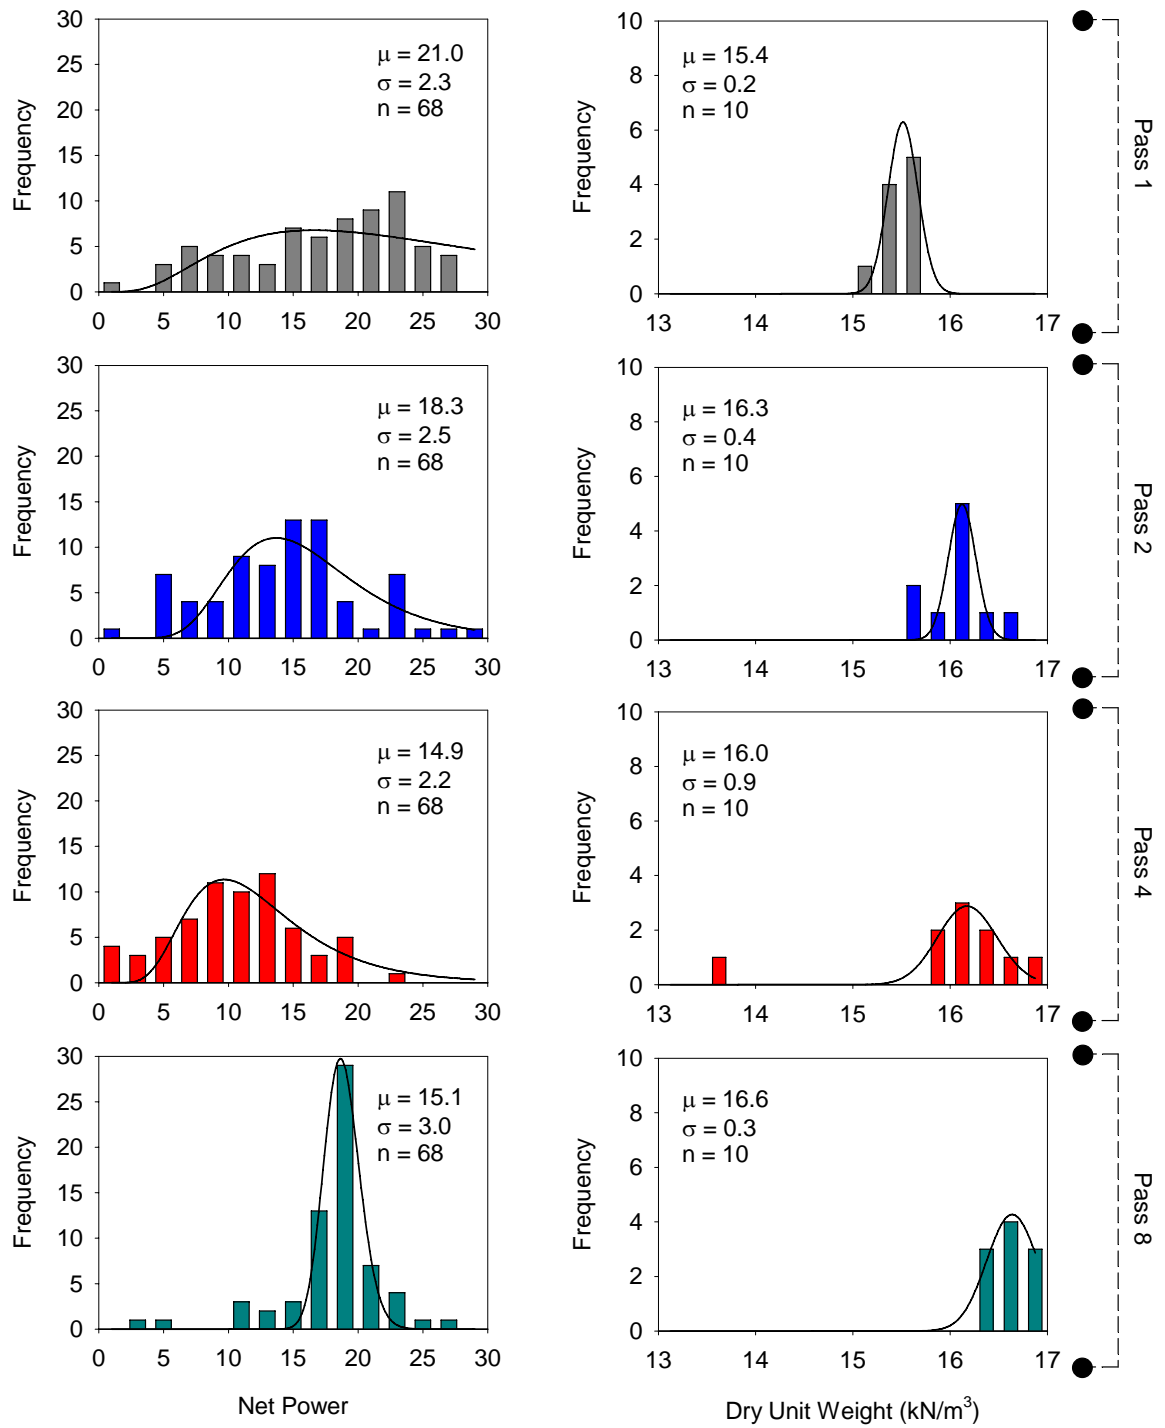 30
25
20
15
10
5
0
Frequency
μ = 21.0
σ = 2.3
n = 68
0 5 10 15 20 25 30
10
8
6
4
2
0
Frequency
μ = 15.4
σ = 0.2
n = 10
13 14 15 16 17
Pass 1
30
25
20
15
10
5
0
Frequency
μ = 18.3
σ = 2.5
n = 68
0 5 10 15 20 25 30
10
8
6
4
2
0
Frequency
μ = 16.3
σ = 0.4
n = 10
13 14 15 16 17
Pass 2
30
25
20
15
10
5
0
Frequency
μ = 14.9
σ = 2.2
n = 68
0 5 10 15 20 25 30
10
8
6
4
2
0
Frequency
μ = 16.0
σ = 0.9
n = 10
13 14 15 16 17
Pass 4
30
25
20
15
10
5
0
Frequency
μ = 15.1
σ = 3.0
n = 68
0 5 10 15 20 25 30
Net Power
10
8
6
4
2
0
Frequency
μ = 16.6
σ = 0.3
n = 10
13 14 15 16 17
Dry Unit Weight (kN/m³)
Pass 8